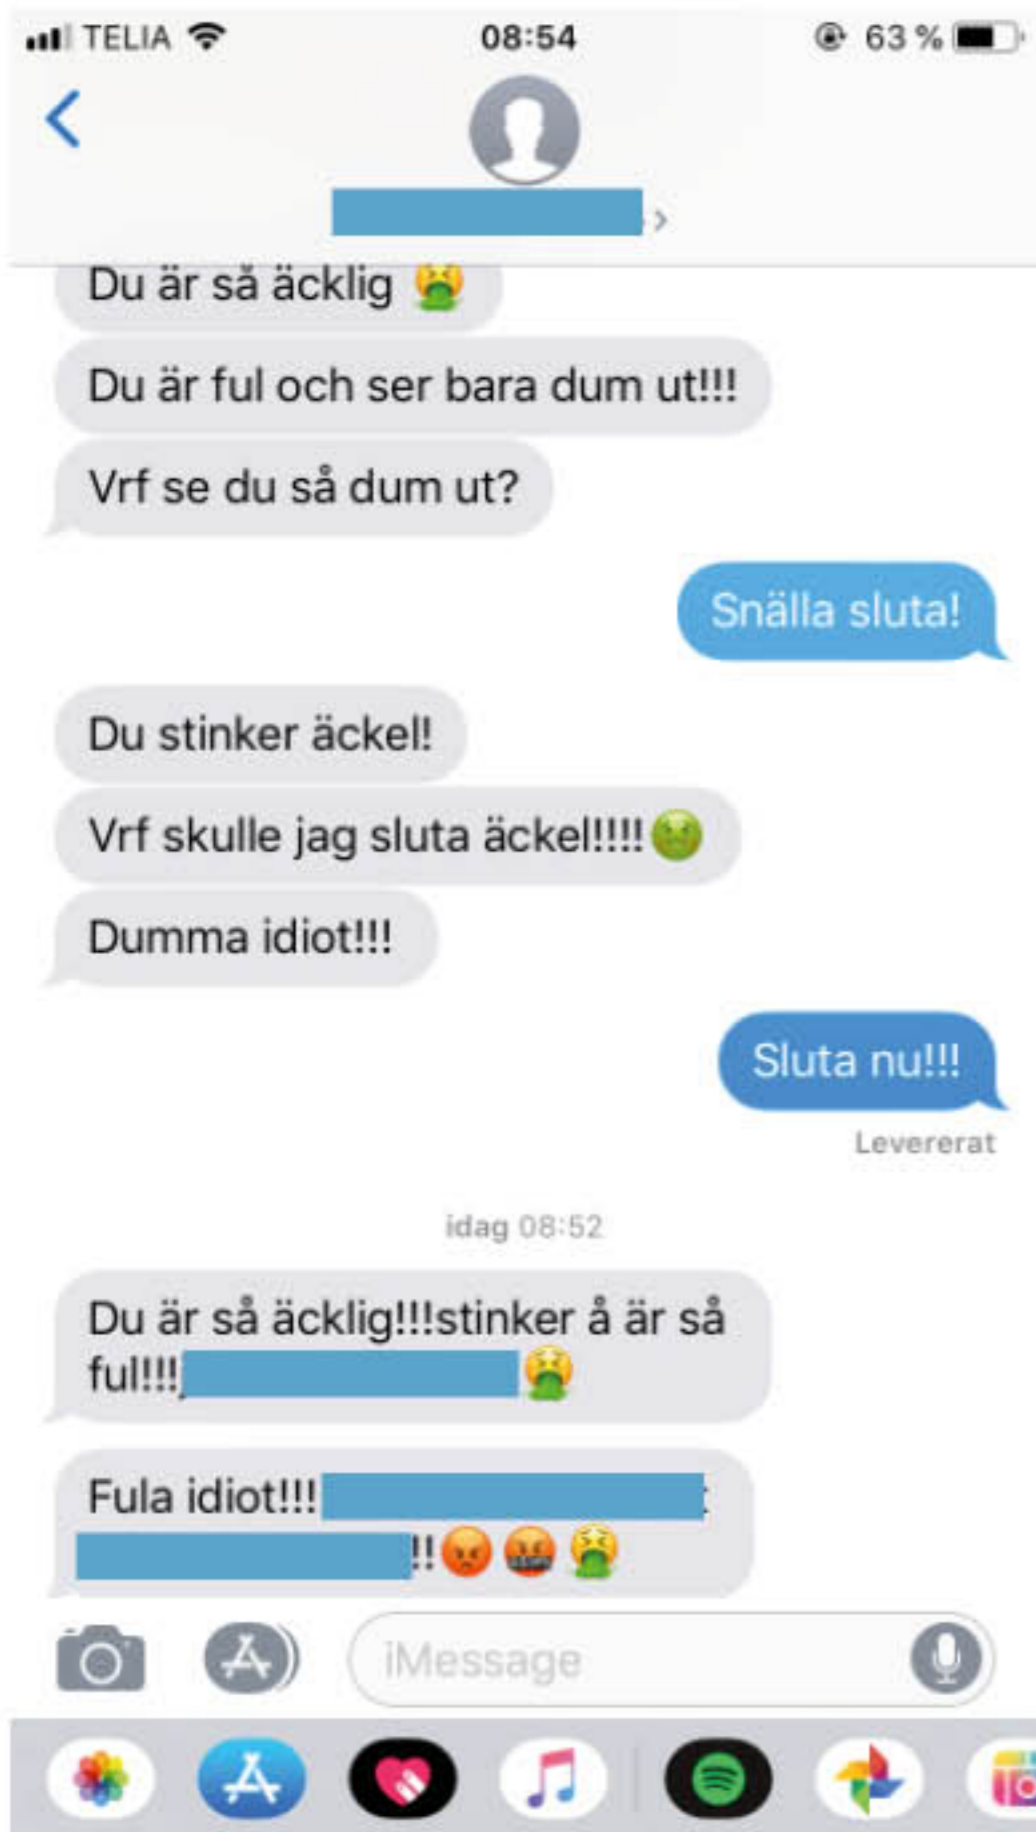 TELIA 08:54 63 %
Du är så äcklig 🤮
Du är ful och ser bara dum ut!!!
Vrf se du så dum ut?
Snälla sluta!
Du stinker äckel!
Vrf skulle jag sluta äckel!!!!🤢
Dumma idiot!!!
Sluta nu!!!
Levererat
idag 08:52
Du är så äcklig!!!stinker å är så
ful!!! 🤮
Fula idiot!!!
!!😡 🤬 🤮
iMessage